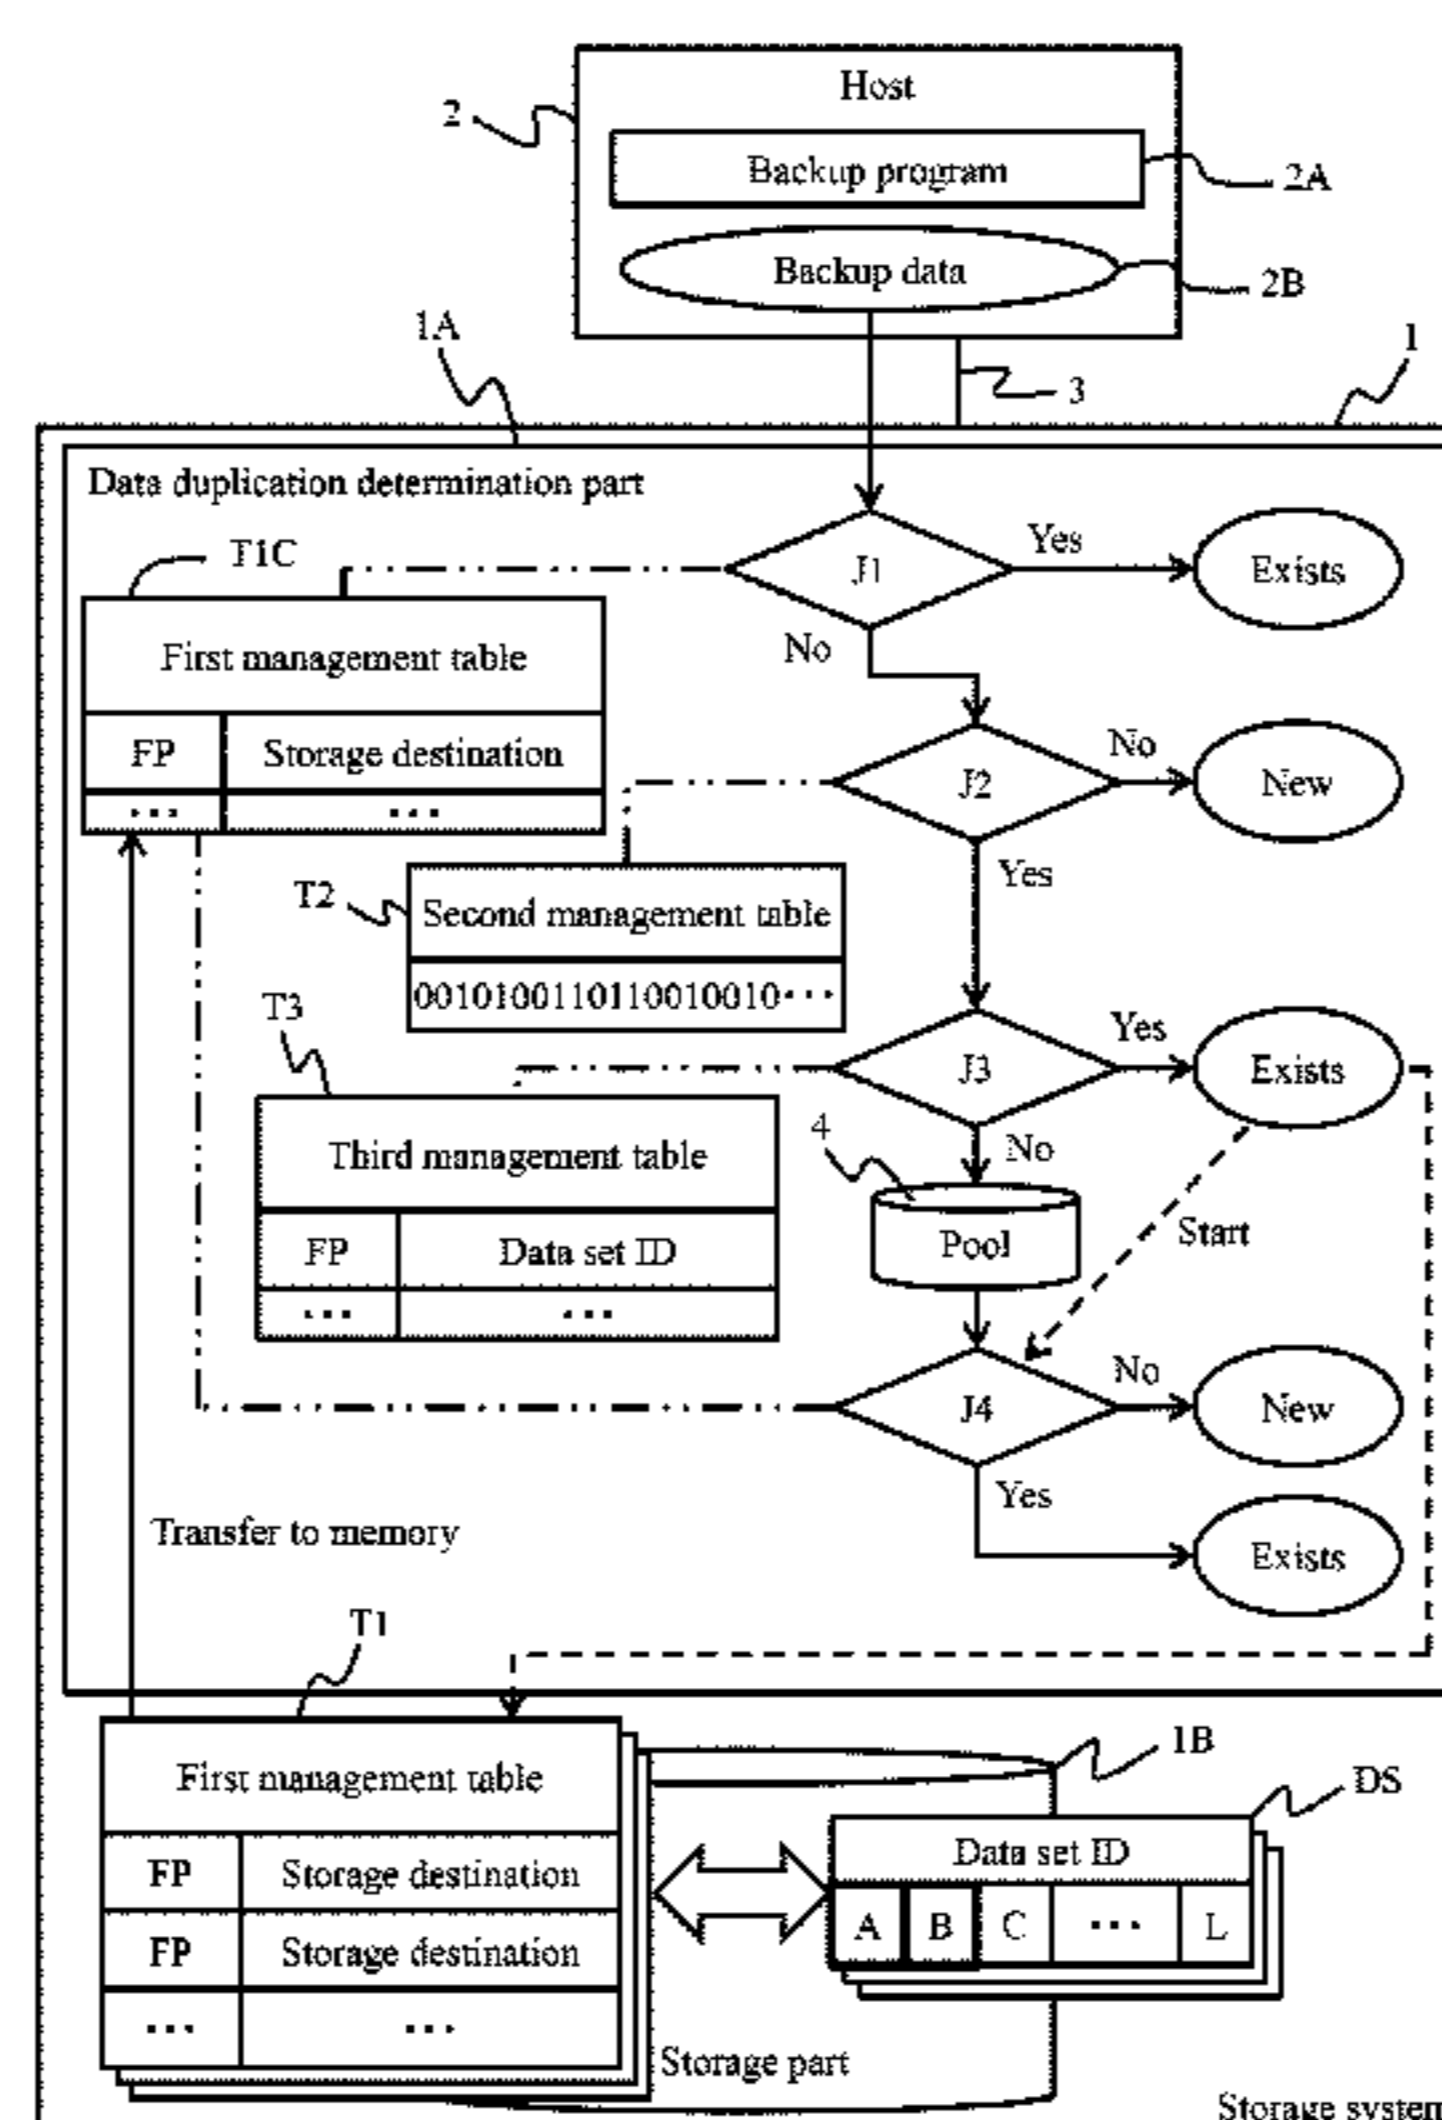 Host
2
Backup program
2A
Backup data
2B
1A
1
3
Data duplication determination part
T1C
J1
Yes
Exists
No
First management table
FP
Storage destination
...
...
J2
No
New
Yes
T2
Second management table
0010100110110010010...
T3
J3
Yes
Exists
No
4
Third management table
FP
Data set ID
...
...
Pool
Start
J4
No
New
Yes
Exists
Transfer to memory
T1
First management table
FP
Storage destination
FP
Storage destination
...
...
1B
DS
Data set ID
A
B
C
...
L
Storage part
Storage system